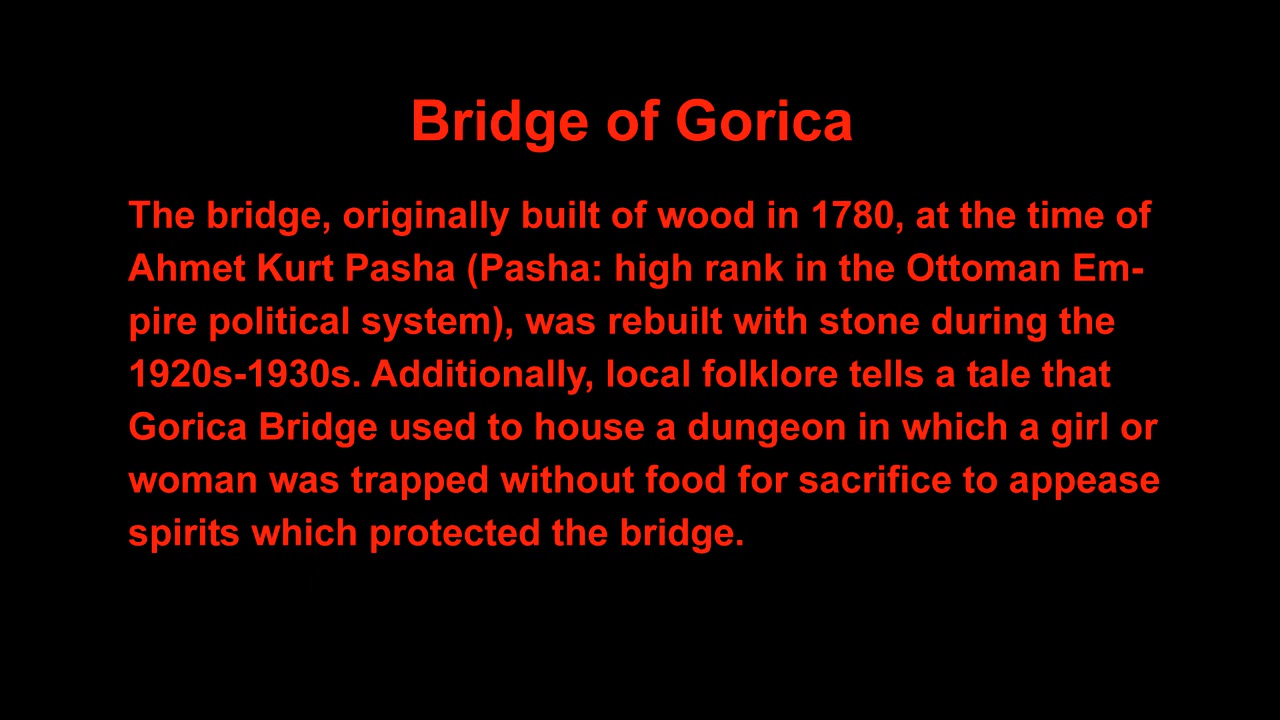 Bridge of Gorica
The bridge, originally built of wood in 1780, at the time of
Ahmet Kurt Pasha (Pasha: high rank in the Ottoman Em-
pire political system), was rebuilt with stone during the
1920s-1930s. Additionally, local folklore tells a tale that
Gorica Bridge used to house a dungeon in which a girl or
woman was trapped without food for sacrifice to appease
spirits which protected the bridge.